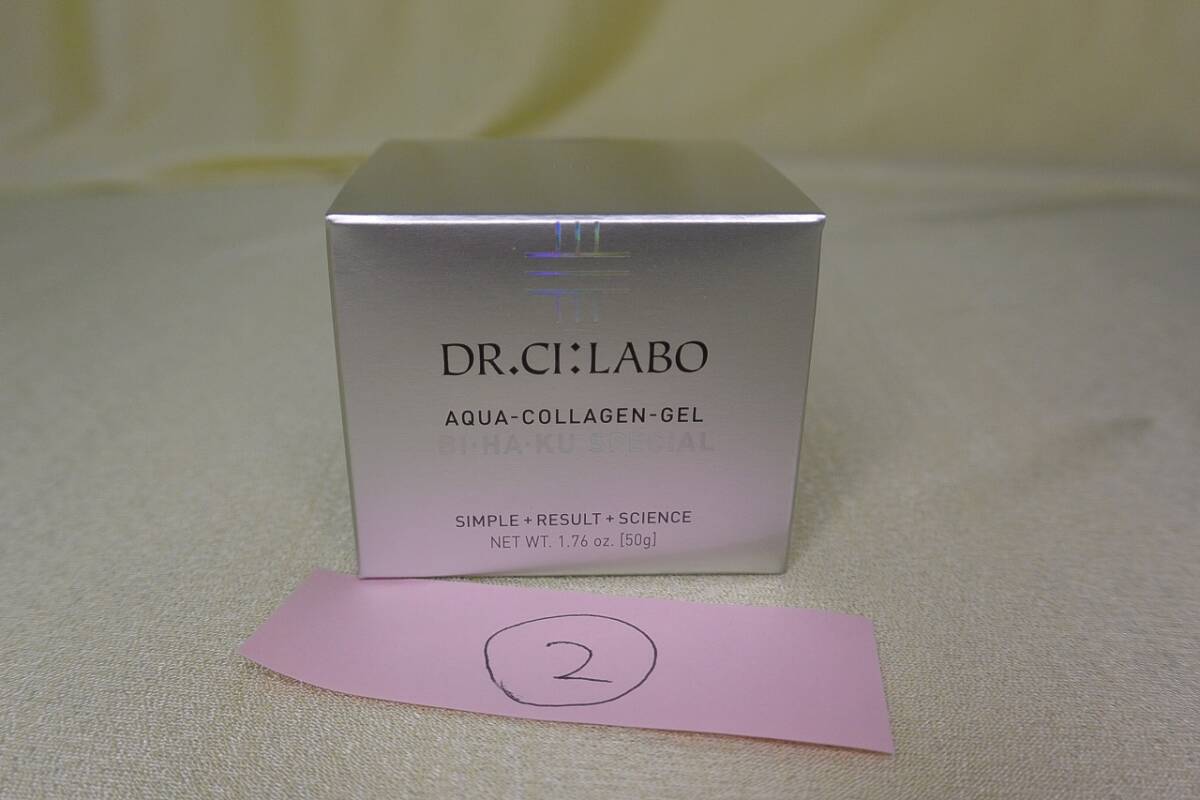 DR.CI:LABO
AQUA-COLLAGEN-GEL
BI·HA·KU SPECIAL
SIMPLE + RESULT + SCIENCE
NET WT. 1.76 oz. [50g]
2